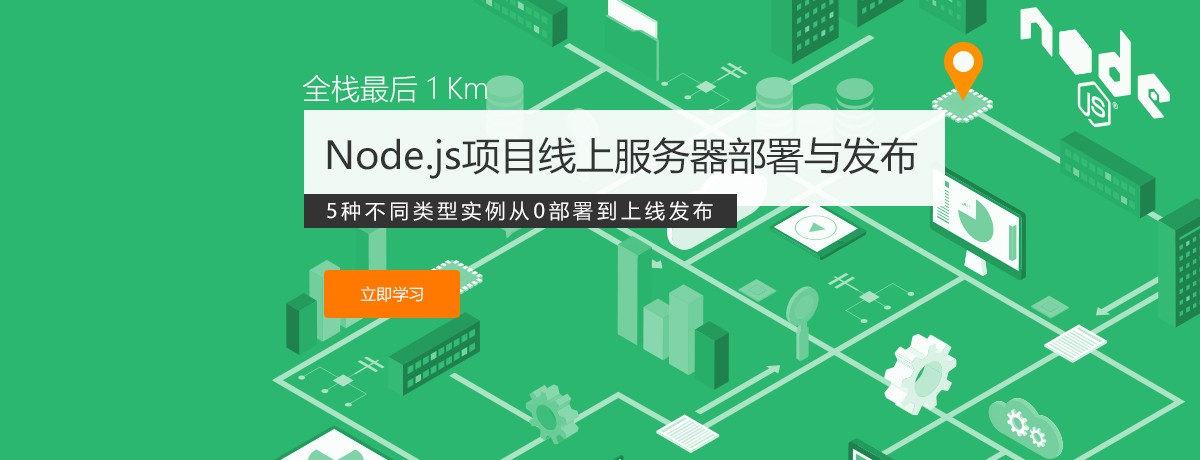 全栈最后 1 Km
Node.js项目线上服务器部署与发布
5种不同类型实例从0部署到上线发布
立即学习
node
JS